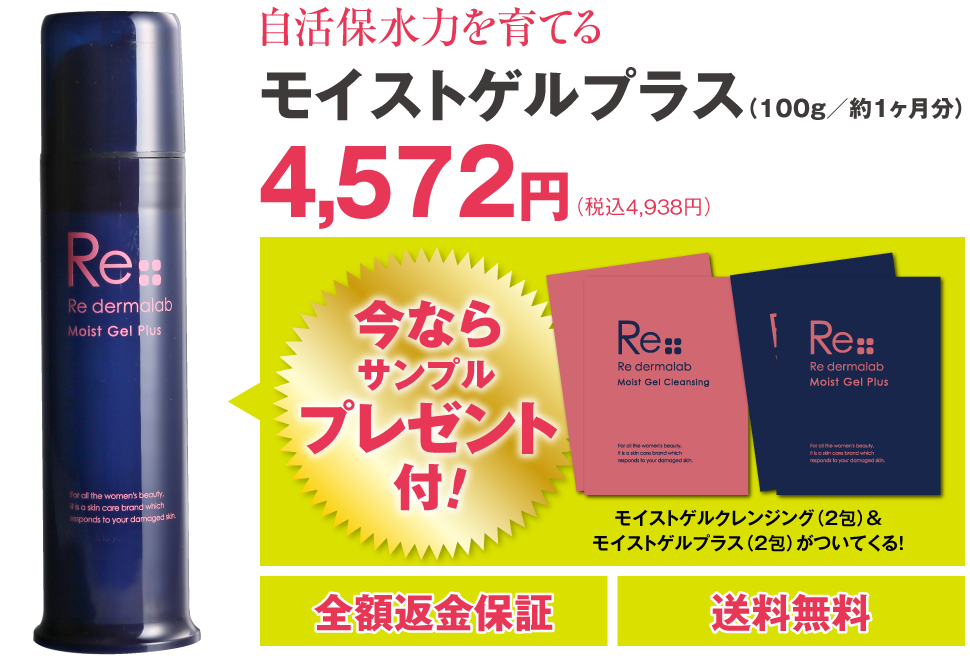 自活保水力を育てる
モイストゲルプラス（100g／約1ヶ月分）
4,572円（税込4,938円）
Re
Re dermalab
Moist Gel Plus
For all the women's beauty,
it is a skin care brand which
responds to your damaged skin.
今なら
サンプル
プレゼント
付!
Re
Re dermalab
Moist Gel Cleansing
For all the women's beauty,
it is a skin care brand which
responds to your damaged skin.
Re
Re dermalab
Moist Gel Plus
For all the women's beauty,
it is a skin care brand which
responds to your damaged skin.
モイストゲルクレンジング（2包）&
モイストゲルプラス（2包）がついてくる!
全額返金保証
送料無料